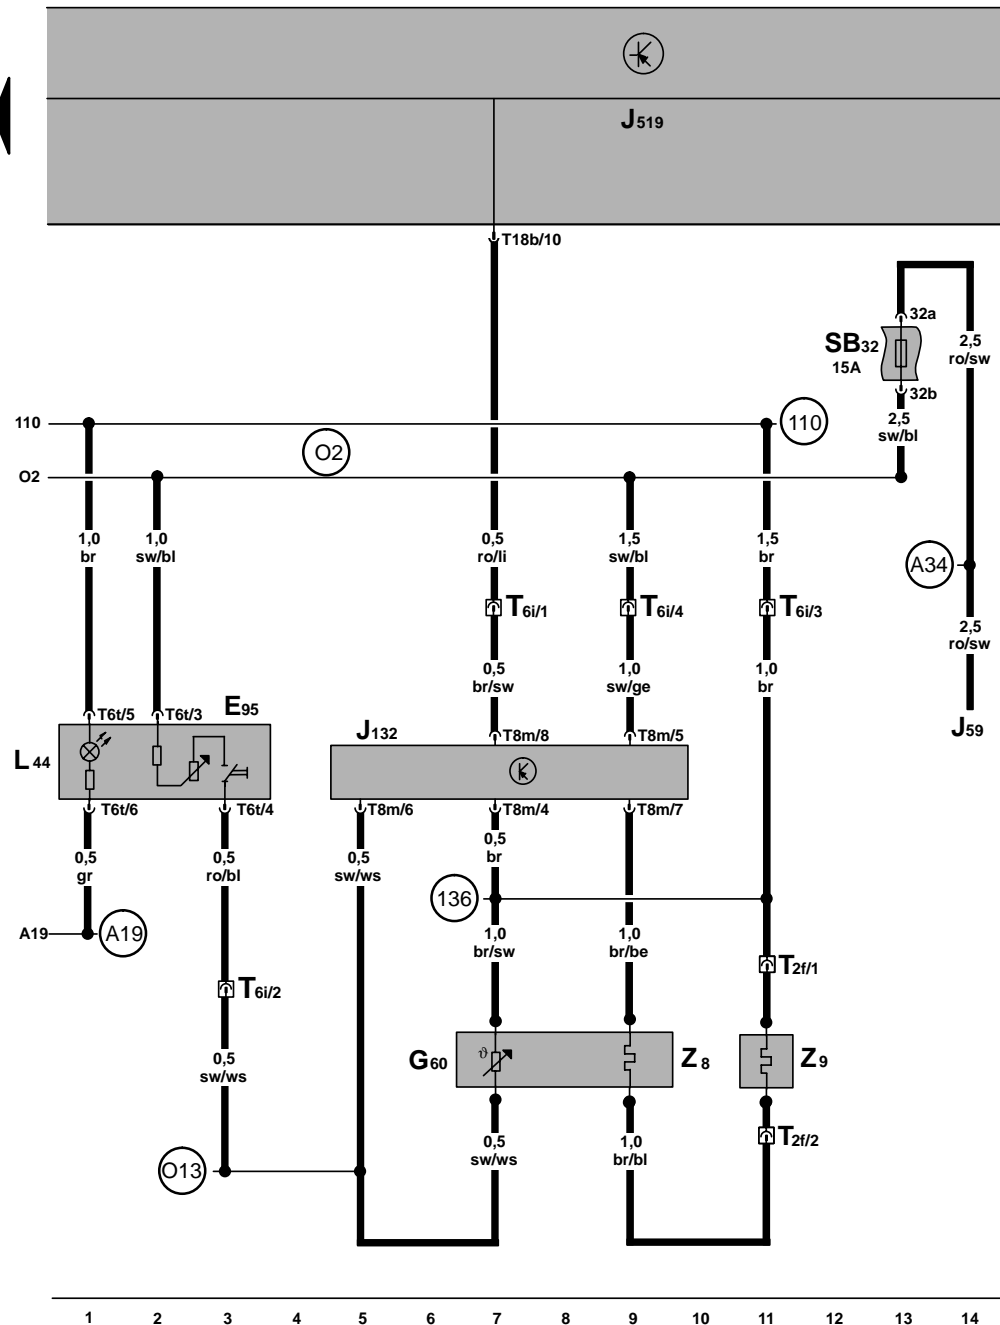 J519
T18b/10
32a
SB32
15A
2,5
ro/sw
32b
2,5
sw/bl
110
110
O2
O2
1,0
br
1,0
sw/bl
0,5
ro/li
1,5
sw/bl
1,5
br
A34
T6i/1
T6i/4
T6i/3
2,5
ro/sw
0,5
br/sw
1,0
sw/ge
1,0
br
T6t/5
T6t/3
E95
J59
J132
T8m/8
T8m/5
L44
T6t/6
T6t/4
T8m/6
T8m/4
T8m/7
0,5
gr
0,5
ro/bl
0,5
sw/ws
0,5
br
136
A19
A19
1,0
br/sw
1,0
br/be
T2f/1
T6i/2
G60
ϑ
Z8
Z9
0,5
sw/ws
T2f/2
0,5
sw/ws
1,0
br/bl
O13
1 2 3 4 5 6 7 8 9 10 11 12 13 14